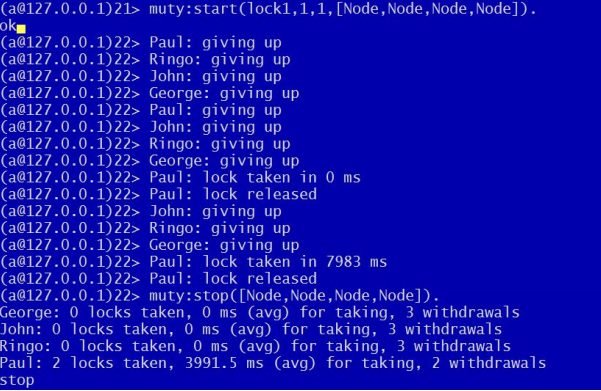 (a@127.0.0.1)21> muty:start(lock1,1,1,[Node,Node,Node,Node]).
ok
(a@127.0.0.1)22> Paul: giving up
(a@127.0.0.1)22> Ringo: giving up
(a@127.0.0.1)22> John: giving up
(a@127.0.0.1)22> George: giving up
(a@127.0.0.1)22> Paul: giving up
(a@127.0.0.1)22> John: giving up
(a@127.0.0.1)22> Ringo: giving up
(a@127.0.0.1)22> George: giving up
(a@127.0.0.1)22> Paul: lock taken in 0 ms
(a@127.0.0.1)22> Paul: lock released
(a@127.0.0.1)22> John: giving up
(a@127.0.0.1)22> Ringo: giving up
(a@127.0.0.1)22> George: giving up
(a@127.0.0.1)22> Paul: lock taken in 7983 ms
(a@127.0.0.1)22> Paul: lock released
(a@127.0.0.1)22> muty:stop([Node,Node,Node,Node]).
George: 0 locks taken, 0 ms (avg) for taking, 3 withdrawals
John: 0 locks taken, 0 ms (avg) for taking, 3 withdrawals
Ringo: 0 locks taken, 0 ms (avg) for taking, 3 withdrawals
Paul: 2 locks taken, 3991.5 ms (avg) for taking, 2 withdrawals
stop